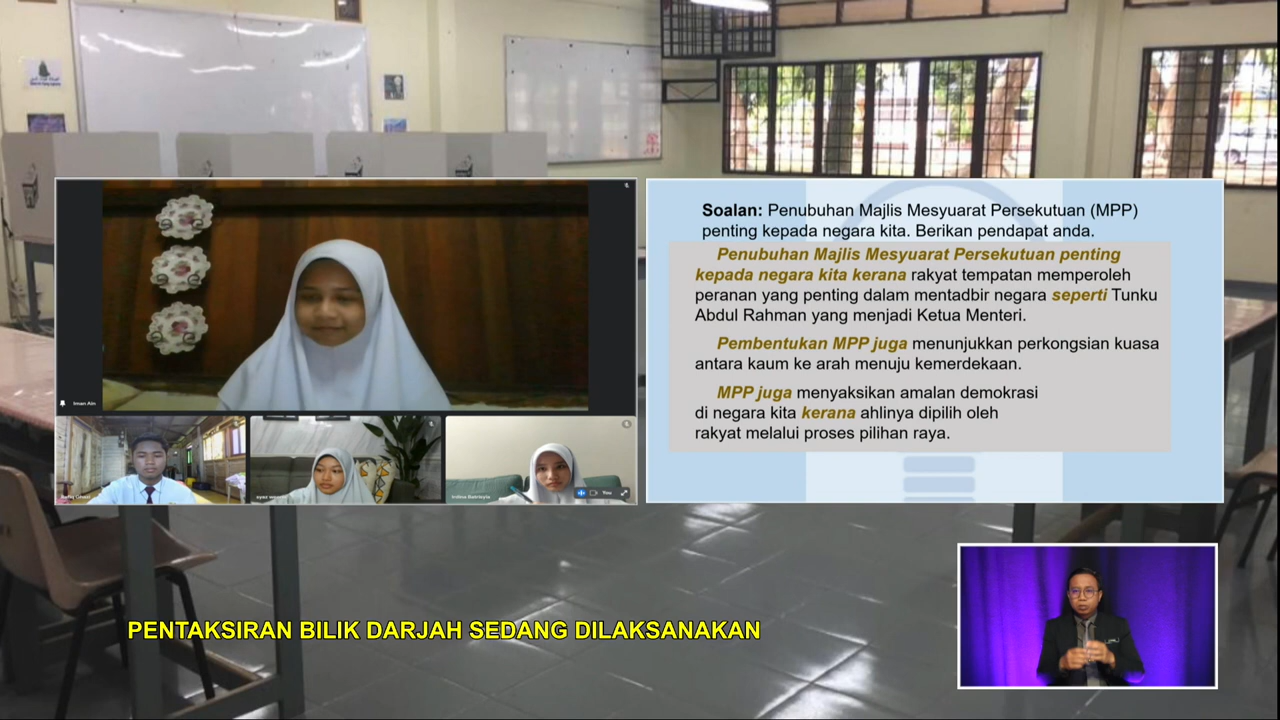 Soalan: Penubuhan Majlis Mesyuarat Persekutuan (MPP)
penting kepada negara kita. Berikan pendapat anda.
Penubuhan Majlis Mesyuarat Persekutuan penting
kepada negara kita kerana rakyat tempatan memperoleh
peranan yang penting dalam mentadbir negara seperti Tunku
Abdul Rahman yang menjadi Ketua Menteri.
Pembentukan MPP juga menunjukkan perkongsian kuasa
antara kaum ke arah menuju kemerdekaan.
MPP juga menyaksikan amalan demokrasi
di negara kita kerana ahlinya dipilih oleh
rakyat melalui proses pilihan raya.
Iman Ain
You
PENTAKSIRAN BILIK DARJAH SEDANG DILAKSANAKAN